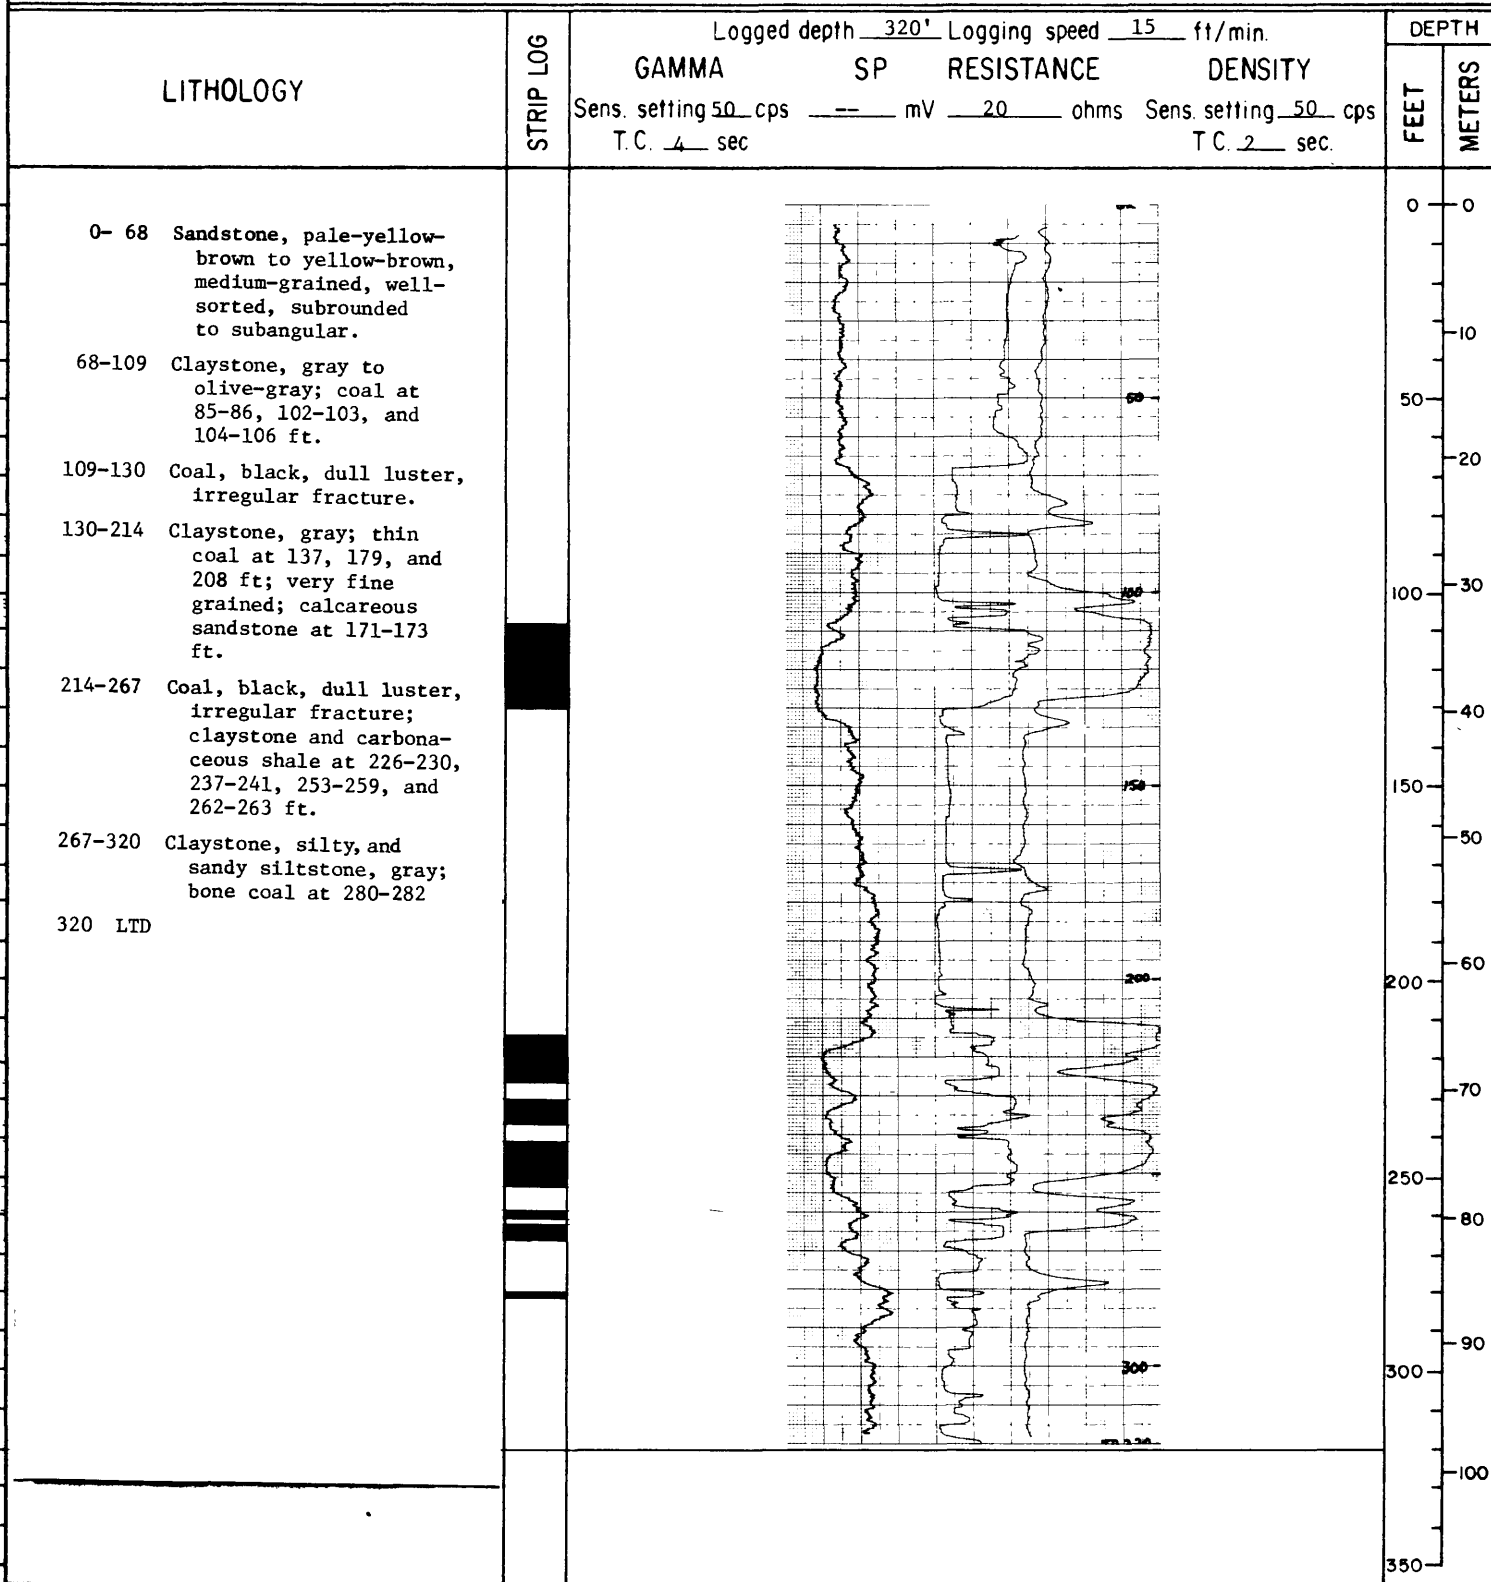 Logged depth 320' Logging speed 15 ft/min.
LITHOLOGY
STRIP LOG
GAMMA SP RESISTANCE DENSITY
Sens. setting 50 cps -- mV 20 ohms Sens. setting 50 cps
T.C. 4 sec T C. 2 sec.
DEPTH
FEET
METERS
0- 68 Sandstone, pale-yellow-
brown to yellow-brown,
medium-grained, well-
sorted, subrounded
to subangular.
68-109 Claystone, gray to
olive-gray; coal at
85-86, 102-103, and
104-106 ft.
109-130 Coal, black, dull luster,
irregular fracture.
130-214 Claystone, gray; thin
coal at 137, 179, and
208 ft; very fine
grained; calcareous
sandstone at 171-173
ft.
214-267 Coal, black, dull luster,
irregular fracture;
claystone and carbona-
ceous shale at 226-230,
237-241, 253-259, and
262-263 ft.
267-320 Claystone, silty, and
sandy siltstone, gray;
bone coal at 280-282
320 LTD
50
100
150
200
300
0
50
100
150
200
250
300
350
0
10
20
30
40
50
60
70
80
90
100